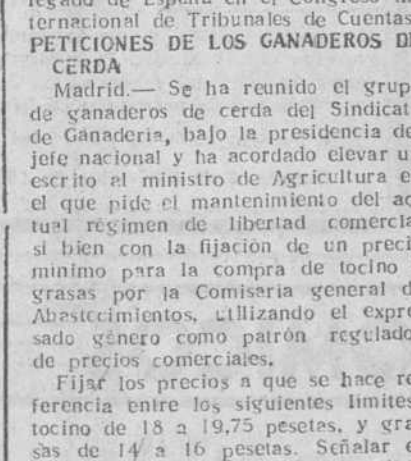 legado de España en el Congreso in
ternacional de Tribunales de Cuentas
PETICIONES DE LOS GANADEROS DE
CERDA
Madrid.— Se ha reunido el grup
de ganaderos de cerda del Sindicat
de Ganadería, bajo la presidencia de
jefe nacional y ha acordado elevar u
escrito al ministro de Agricultura e
el que pide el mantenimiento del ac
tual régimen de libertad comercia
si bien con la fijación de un preci
mínimo para la compra de tocino
grasas por la Comisaria general d
Abastecimientos, utilizando el expre
sado género como patrón regulado
de precios comerciales.
Fijar los precios a que se hace re
ferencia entre los siguientes límites
tocino de 18 a 19,75 pesetas, y gra
sas de 14 a 16 pesetas. Señalar e